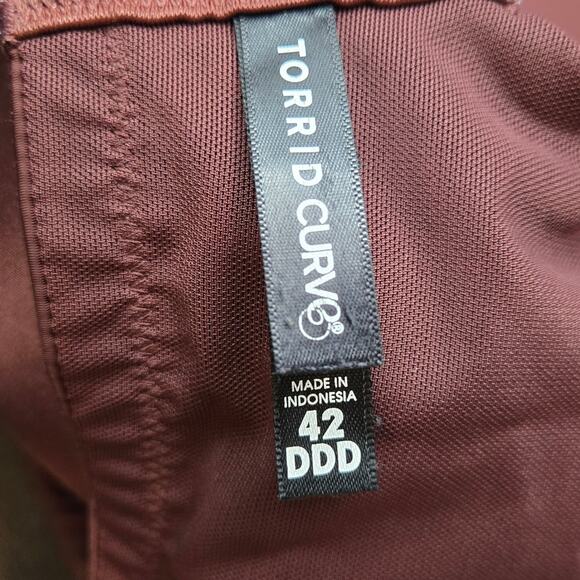 TORRID CURVE®
MADE IN
INDONESIA
42
DDD